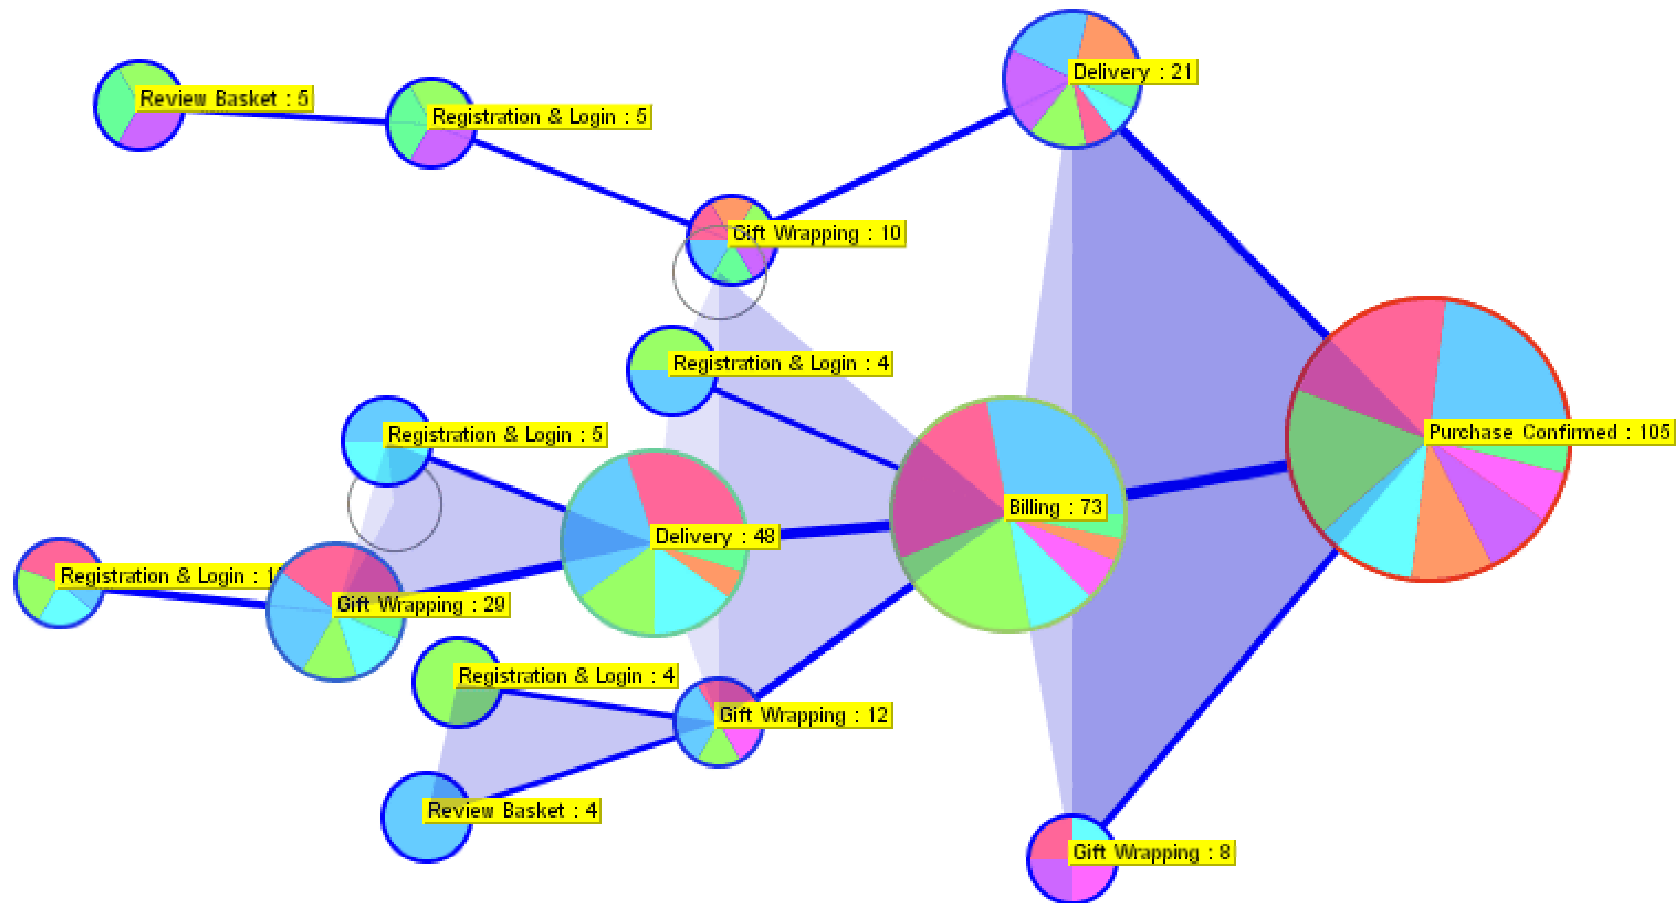 Delivery : 21
Review Basket : 5
Registration & Login : 5
Gift Wrapping : 10
Registration & Login : 4
Registration & Login : 5
Purchase Confirmed : 105
Billing : 73
Delivery : 48
Registration & Login :
Gift Wrapping : 29
Registration & Login : 4
Gift Wrapping : 12
Review Basket : 4
Gift Wrapping : 8